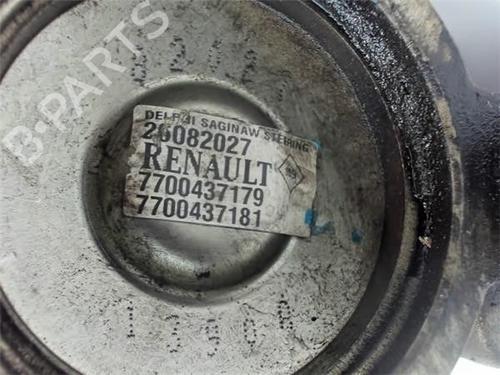 DELPHI SAGINAW STEERING
26082027
RENAULT
7700437179
7700437181
B-PARTS